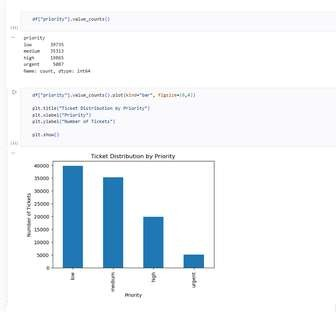 df["priority"].value_counts()
priority
low
medium 35313
high
urgent
Name: count, dtype: int64
df["priority"].value_counts().plot(kind="bar", figsize=(6,4))
plt.title("Ticket Distribution by Priority")
plt.xlabel("Priority")
plt.ylabel("Number of Tickets")
plt.show()
Ticket Distribution by Priority
Number of Tickets
40000
35000
30000
25000
20000
15000
10000
5000
0
low
medium
high
urgent
Priority